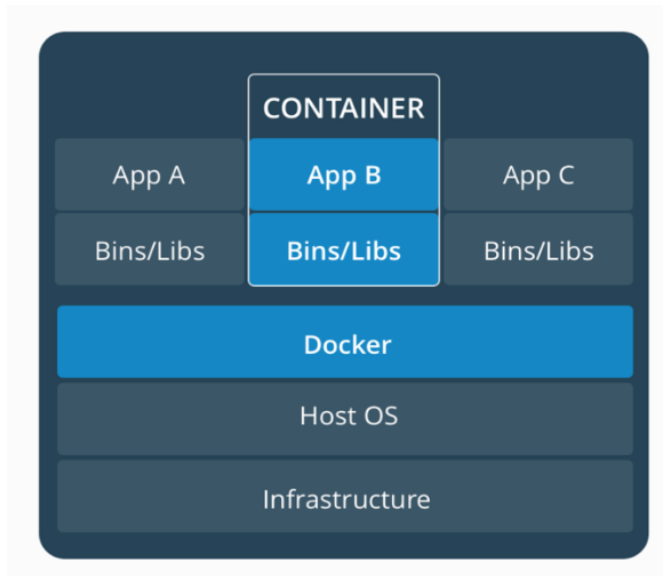 CONTAINER
App A App B App C
Bins/Libs Bins/Libs Bins/Libs
Docker
Host OS
Infrastructure